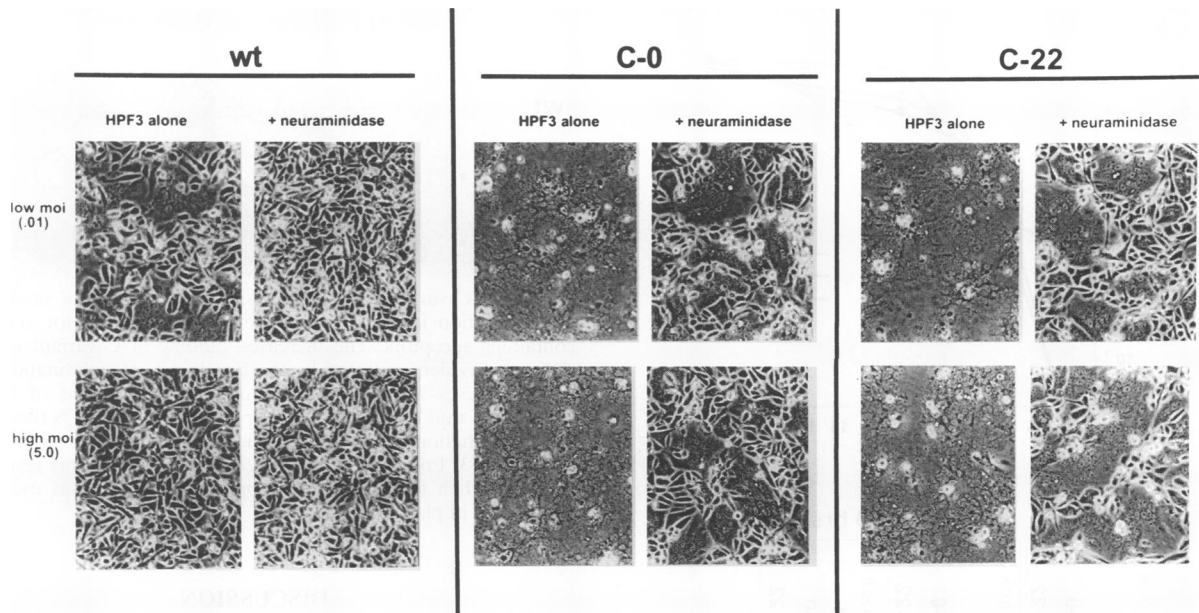 wt
C-0
C-22
HPF3 alone
+ neuraminidase
HPF3 alone
+ neuraminidase
HPF3 alone
+ neuraminidase
low moi
(.01)
high moi
(5.0)
DISCUSSION